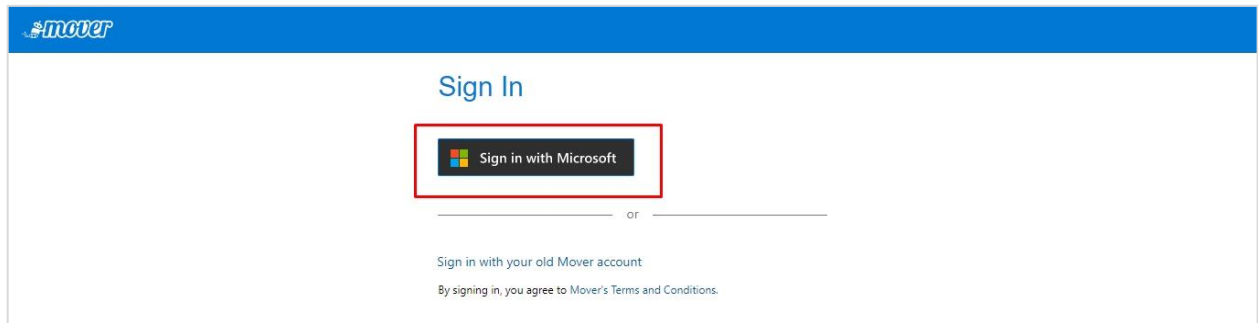 mover
Sign In
Sign in with Microsoft
or
Sign in with your old Mover account
By signing in, you agree to Mover's Terms and Conditions.